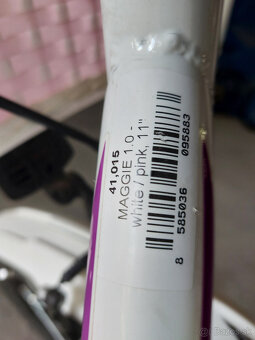 41,015
MAGGIE 1.0 -
white / pink, 11"
8 585036 095883